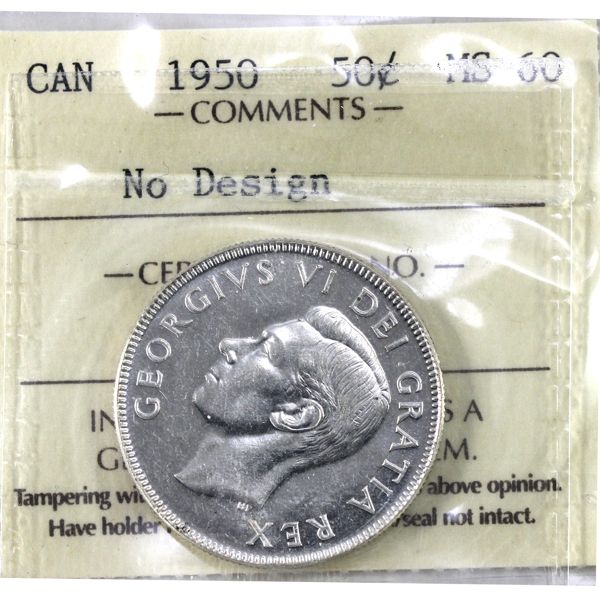 CAN 1950 50¢ MS 60
— COMMENTS —
No Design
— CER NO. —
IN S A
G M.
Tampering wi above opinion.
Have holder /seal not intact.
GEORGIVS VI DEI GRATIA REX